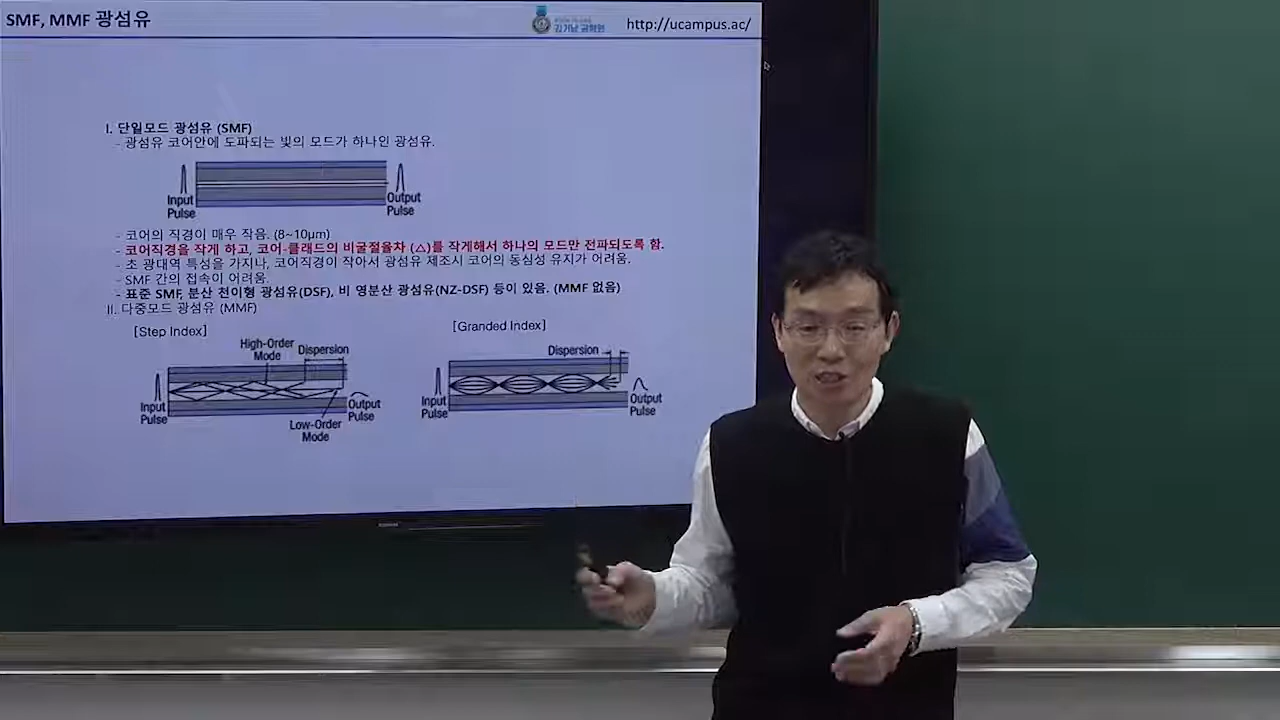 SMF, MMF 광섬유
김기남 공학원
http://ucampus.ac/
I. 단일모드 광섬유 (SMF)
- 광섬유 코어안에 도파되는 빛의 모드가 하나인 광섬유.
Input
Pulse
Output
Pulse
- 코어의 직경이 매우 작음. (8~10μm)
- 코어직경을 작게 하고, 코어-클래드의 비굴절율차 (△)를 작게해서 하나의 모드만 전파되도록 함.
- 초 광대역 특성을 가지나, 코어직경이 작아서 광섬유 제조시 코어의 동심성 유지가 어려움.
- SMF 간의 접속이 어려움.
- 표준 SMF, 분산 천이형 광섬유(DSF), 비 영분산 광섬유(NZ-DSF) 등이 있음. (MMF 없음)
II. 다중모드 광섬유 (MMF)
[Step Index]
High-Order
Mode
Dispersion
Input
Pulse
Output
Pulse
Low-Order
Mode
[Granded Index]
Dispersion
Input
Pulse
Output
Pulse